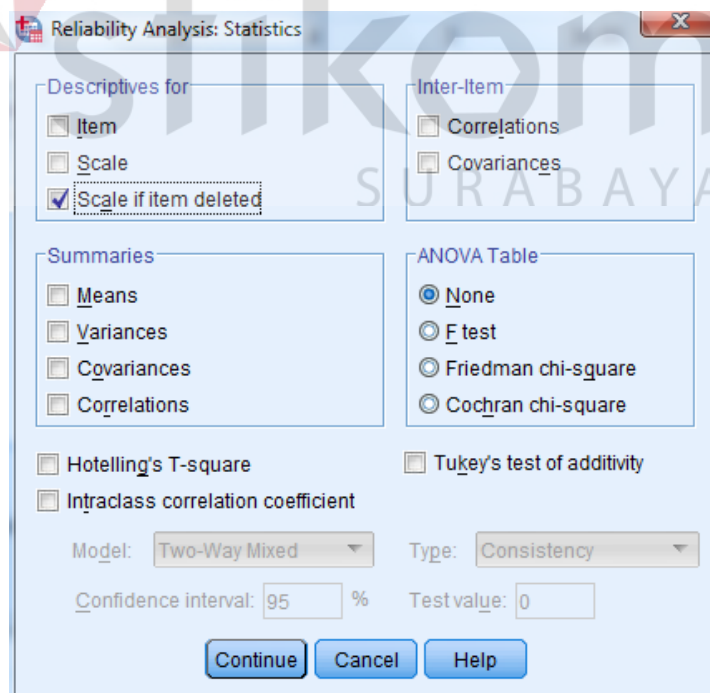 Reliability Analysis: Statistics
stikom
SURABAYA
Descriptives for
Item
Scale
Scale if item deleted
Inter-Item
Correlations
Covariances
Summaries
Means
Variances
Covariances
Correlations
ANOVA Table
None
F test
Friedman chi-square
Cochran chi-square
Hotelling's T-square
Tukey's test of additivity
Intraclass correlation coefficient
Model: Two-Way Mixed Type: Consistency
Confidence interval: 95 % Test value: 0
Continue Cancel Help